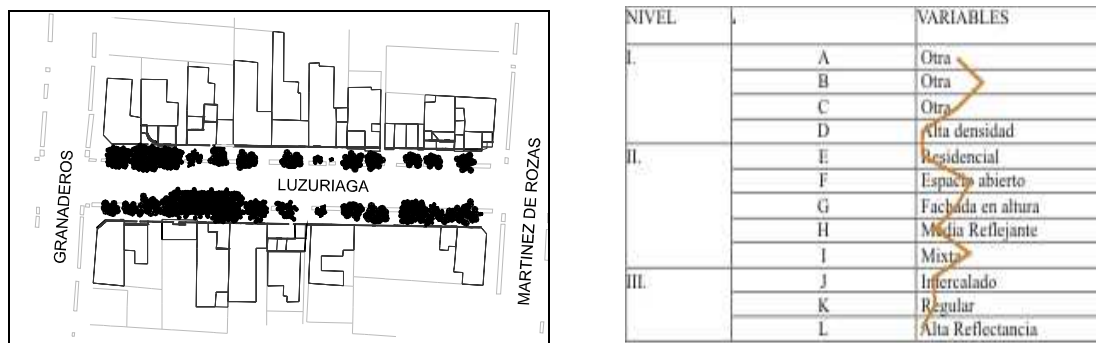 GRANADEROS
LUZURIAGA
MARTINEZ DE ROZAS
NIVEL VARIABLES
I. A Otra
B Otra
C Otra
D Alta densidad
II. E Residencial
F Espacio abierto
G Fachada en altura
H Media Reflejante
I Mixta
III. J Intercalado
K Regular
L Alta Reflectancia